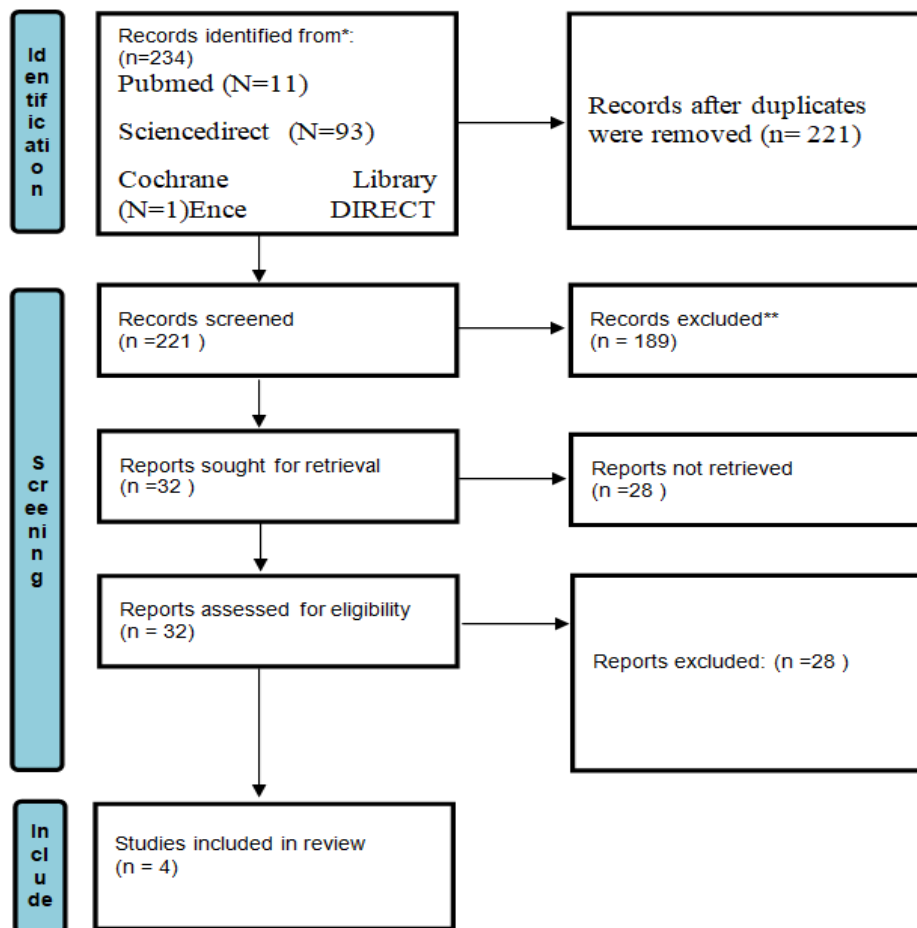 Id
en
tif
ic
ati
o
n
Records identified from*:
(n=234)
Pubmed (N=11)
Sciencedirect (N=93)
Cochrane Library
(N=1)Ence DIRECT
Records after duplicates
were removed (n= 221)
S
cr
ee
ni
n
g
Records screened
(n =221 )
Records excluded**
(n = 189)
Reports sought for retrieval
(n =32 )
Reports not retrieved
(n =28 )
Reports assessed for eligibility
(n = 32)
Reports excluded: (n =28 )
In
cl
u
de
Studies included in review
(n = 4)